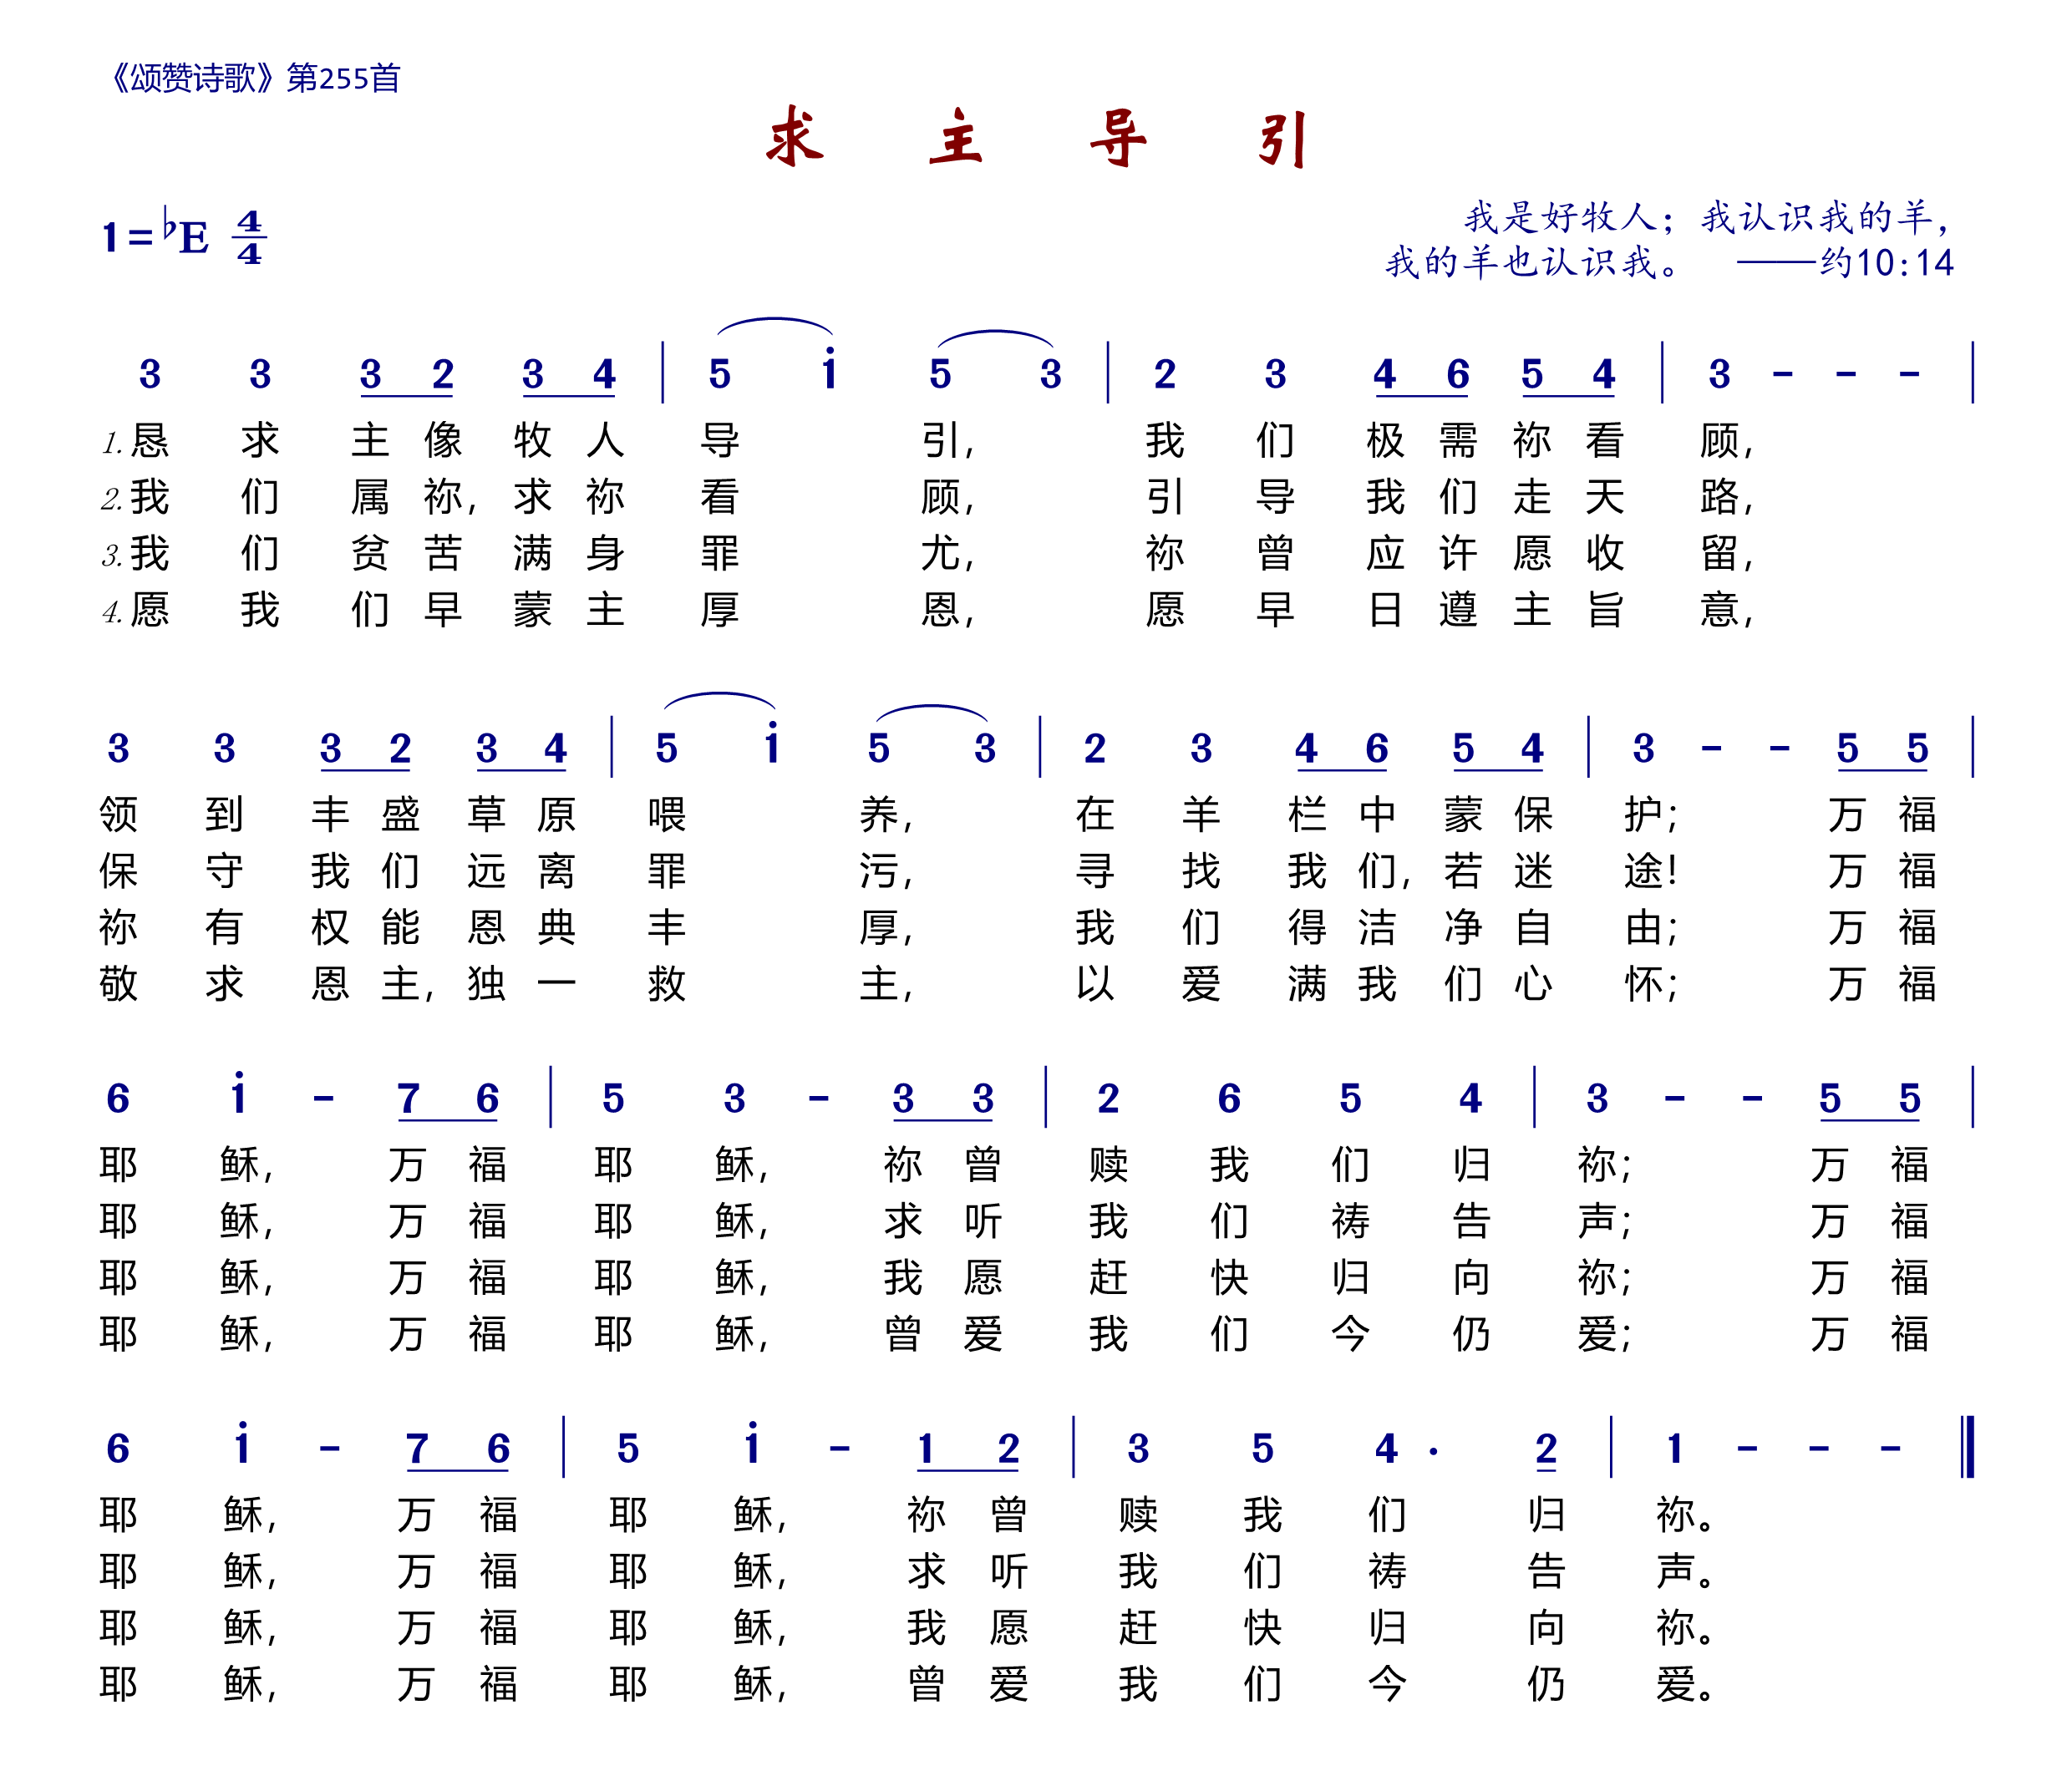 《颂赞诗歌》第255首
求 主 导 引
1=♭E 4/4
我是好牧人；我认识我的羊，
我的羊也认识我。 ——约10:14
3 3 3 2 3 4 | 5 i 5 3 | 2 3 4 6 5 4 | 3 - - - |
1.恳 求 主 像 牧 人 导 引， 我 们 极 需 祢 看 顾，
2.我 们 属 祢，求 祢 看 顾， 引 导 我 们 走 天 路，
3.我 们 贫 苦 满 身 罪 尤， 祢 曾 应 许 愿 收 留，
4.愿 我 们 早 蒙 主 厚 恩， 愿 早 日 遵 主 旨 意，
3 3 3 2 3 4 | 5 i 5 3 | 2 3 4 6 5 4 | 3 - - 5 5 |
领 到 丰 盛 草 原 喂 养， 在 羊 栏 中 蒙 保 护； 万 福
保 守 我 们 远 离 罪 污， 寻 找 我 们，若 迷 途！ 万 福
祢 有 权 能 恩 典 丰 厚， 我 们 得 洁 净 自 由； 万 福
敬 求 恩 主，独 一 救 主， 以 爱 满 我 们 心 怀； 万 福
6 i - 7 6 | 5 3 - 3 3 | 2 6 5 4 | 3 - - 5 5 |
耶 稣， 万 福 耶 稣， 祢 曾 赎 我 们 归 祢； 万 福
耶 稣， 万 福 耶 稣， 求 听 我 们 祷 告 声； 万 福
耶 稣， 万 福 耶 稣， 我 愿 赶 快 归 向 祢； 万 福
耶 稣， 万 福 耶 稣， 曾 爱 我 们 今 仍 爱； 万 福
6 i - 7 6 | 5 i - 1 2 | 3 5 4 · 2 | 1 - - - ‖
耶 稣， 万 福 耶 稣， 祢 曾 赎 我 们 归 祢。
耶 稣， 万 福 耶 稣， 求 听 我 们 祷 告 声。
耶 稣， 万 福 耶 稣， 我 愿 赶 快 归 向 祢。
耶 稣， 万 福 耶 稣， 曾 爱 我 们 今 仍 爱。